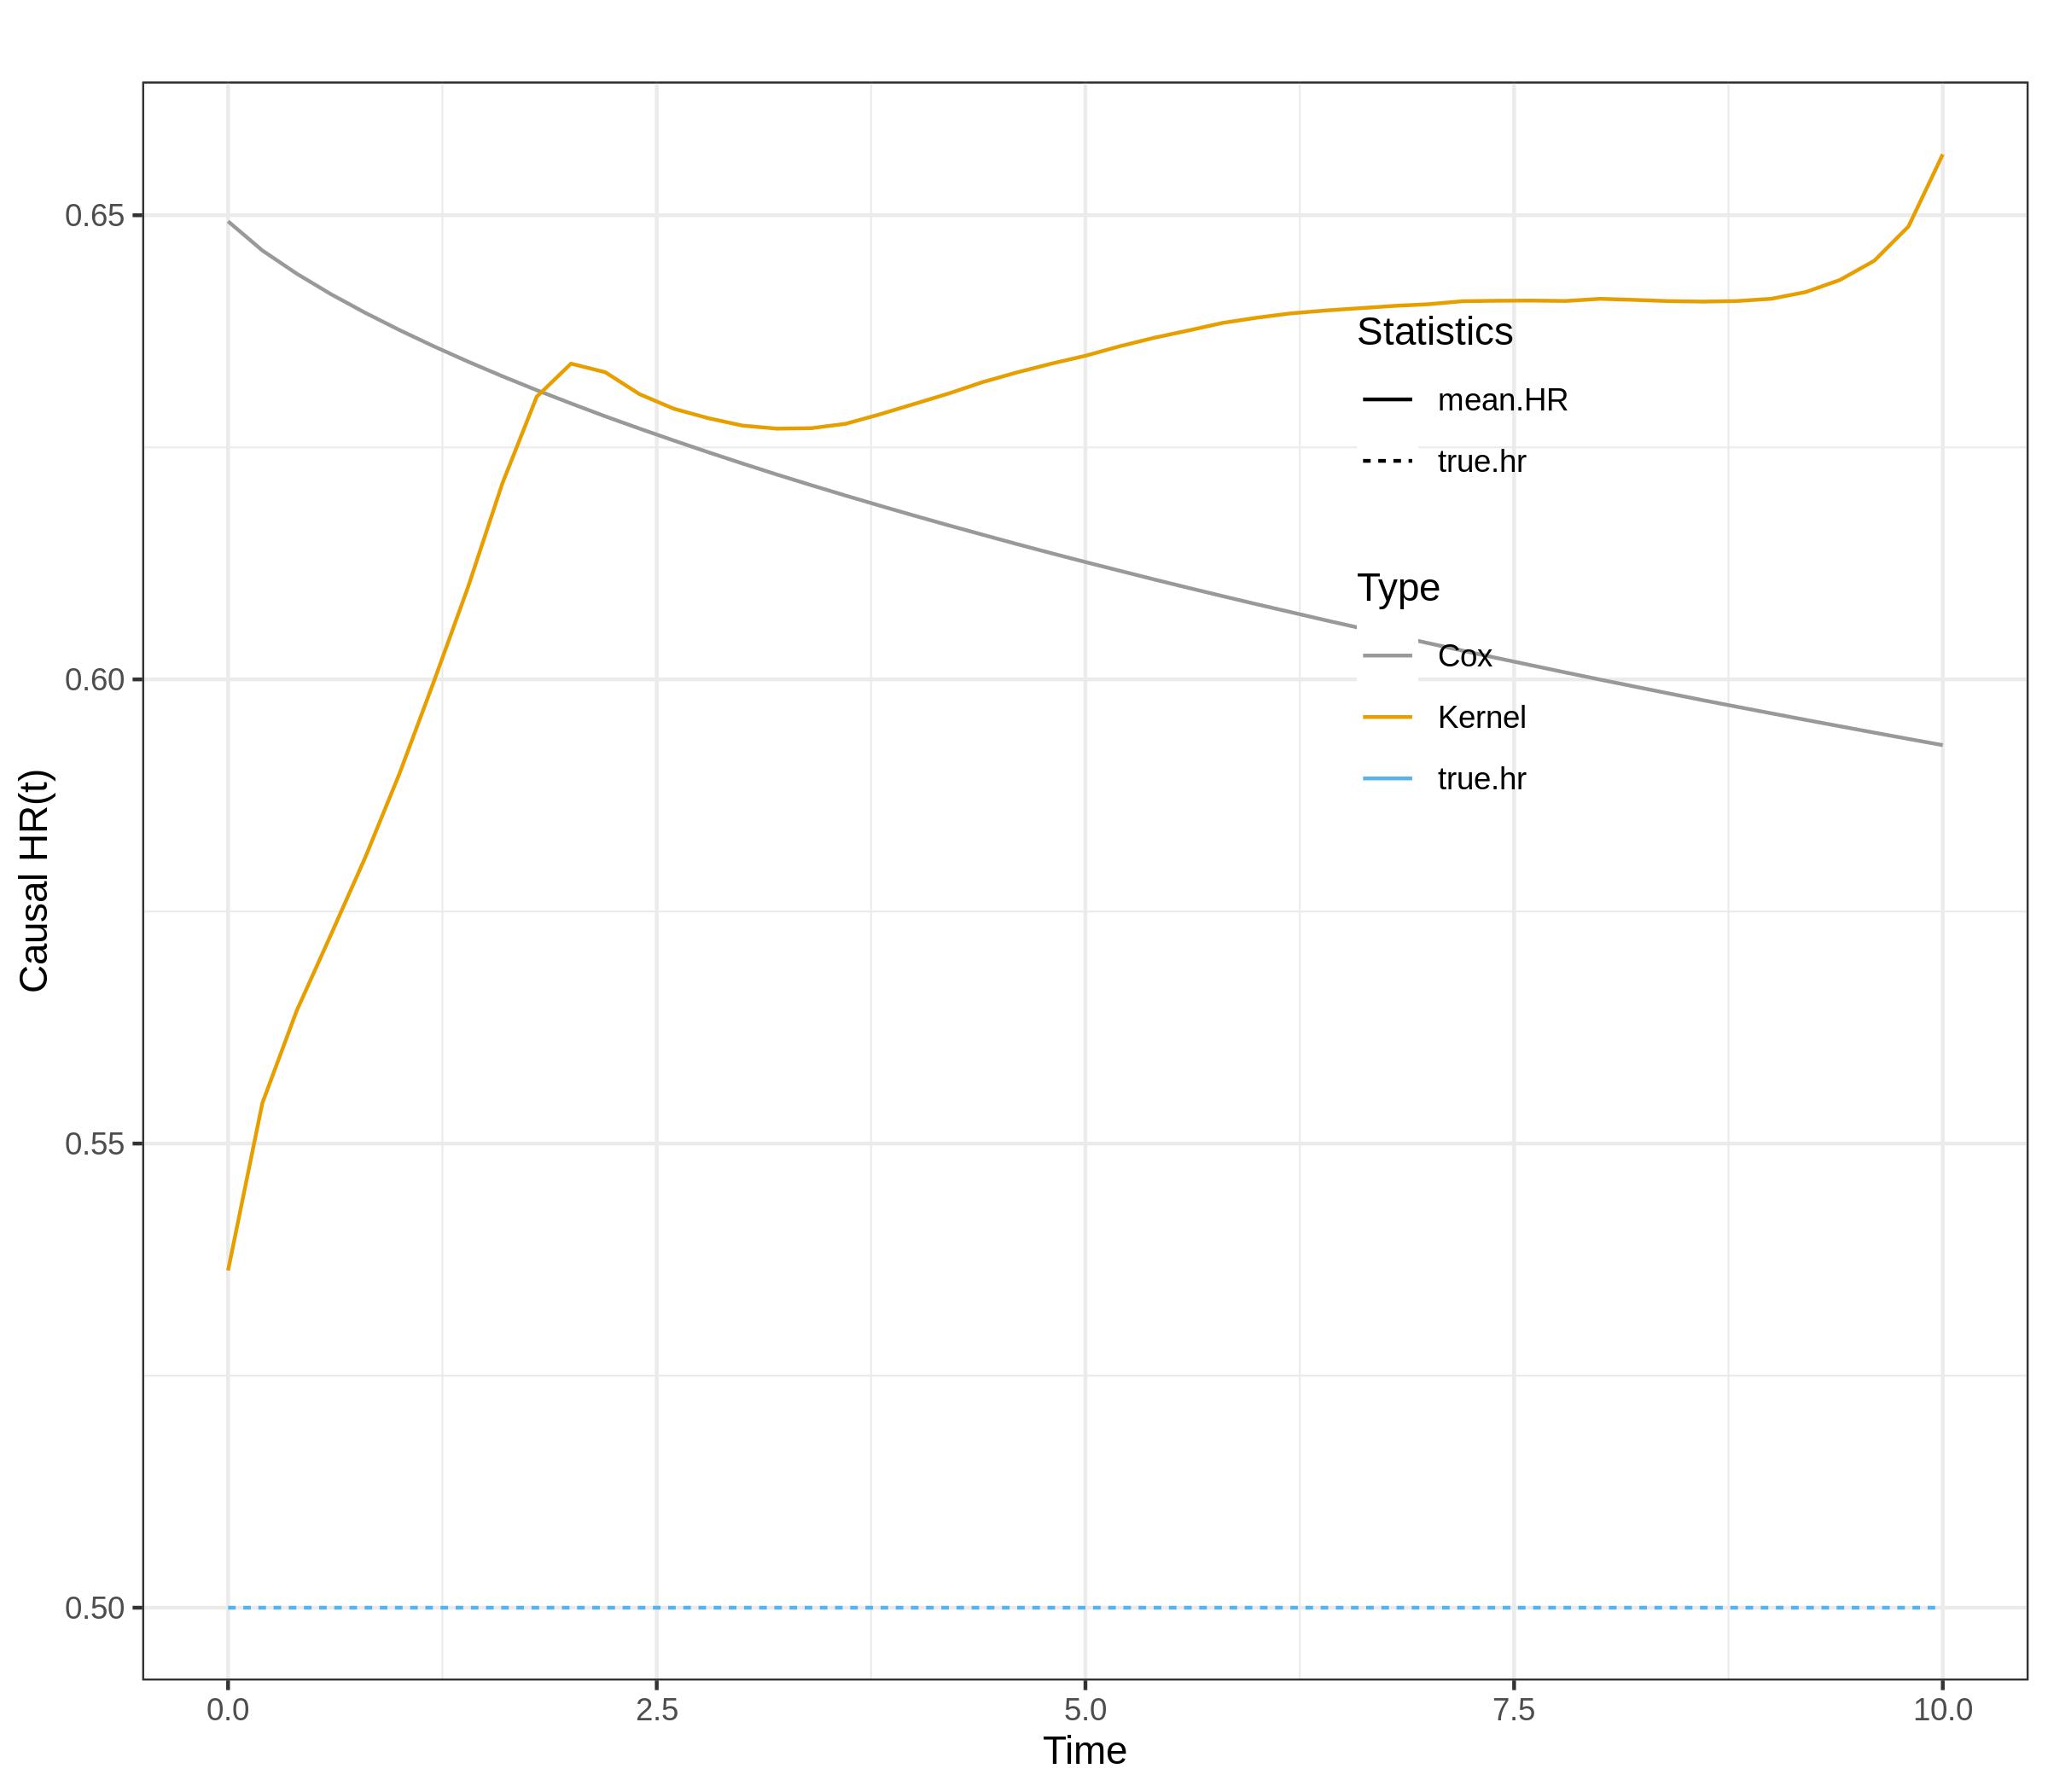 0.65
0.60
0.55
0.50
Causal HR(t)
Statistics
mean.HR
true.hr
Type
Cox
Kernel
true.hr
0.0
2.5
5.0
7.5
10.0
Time